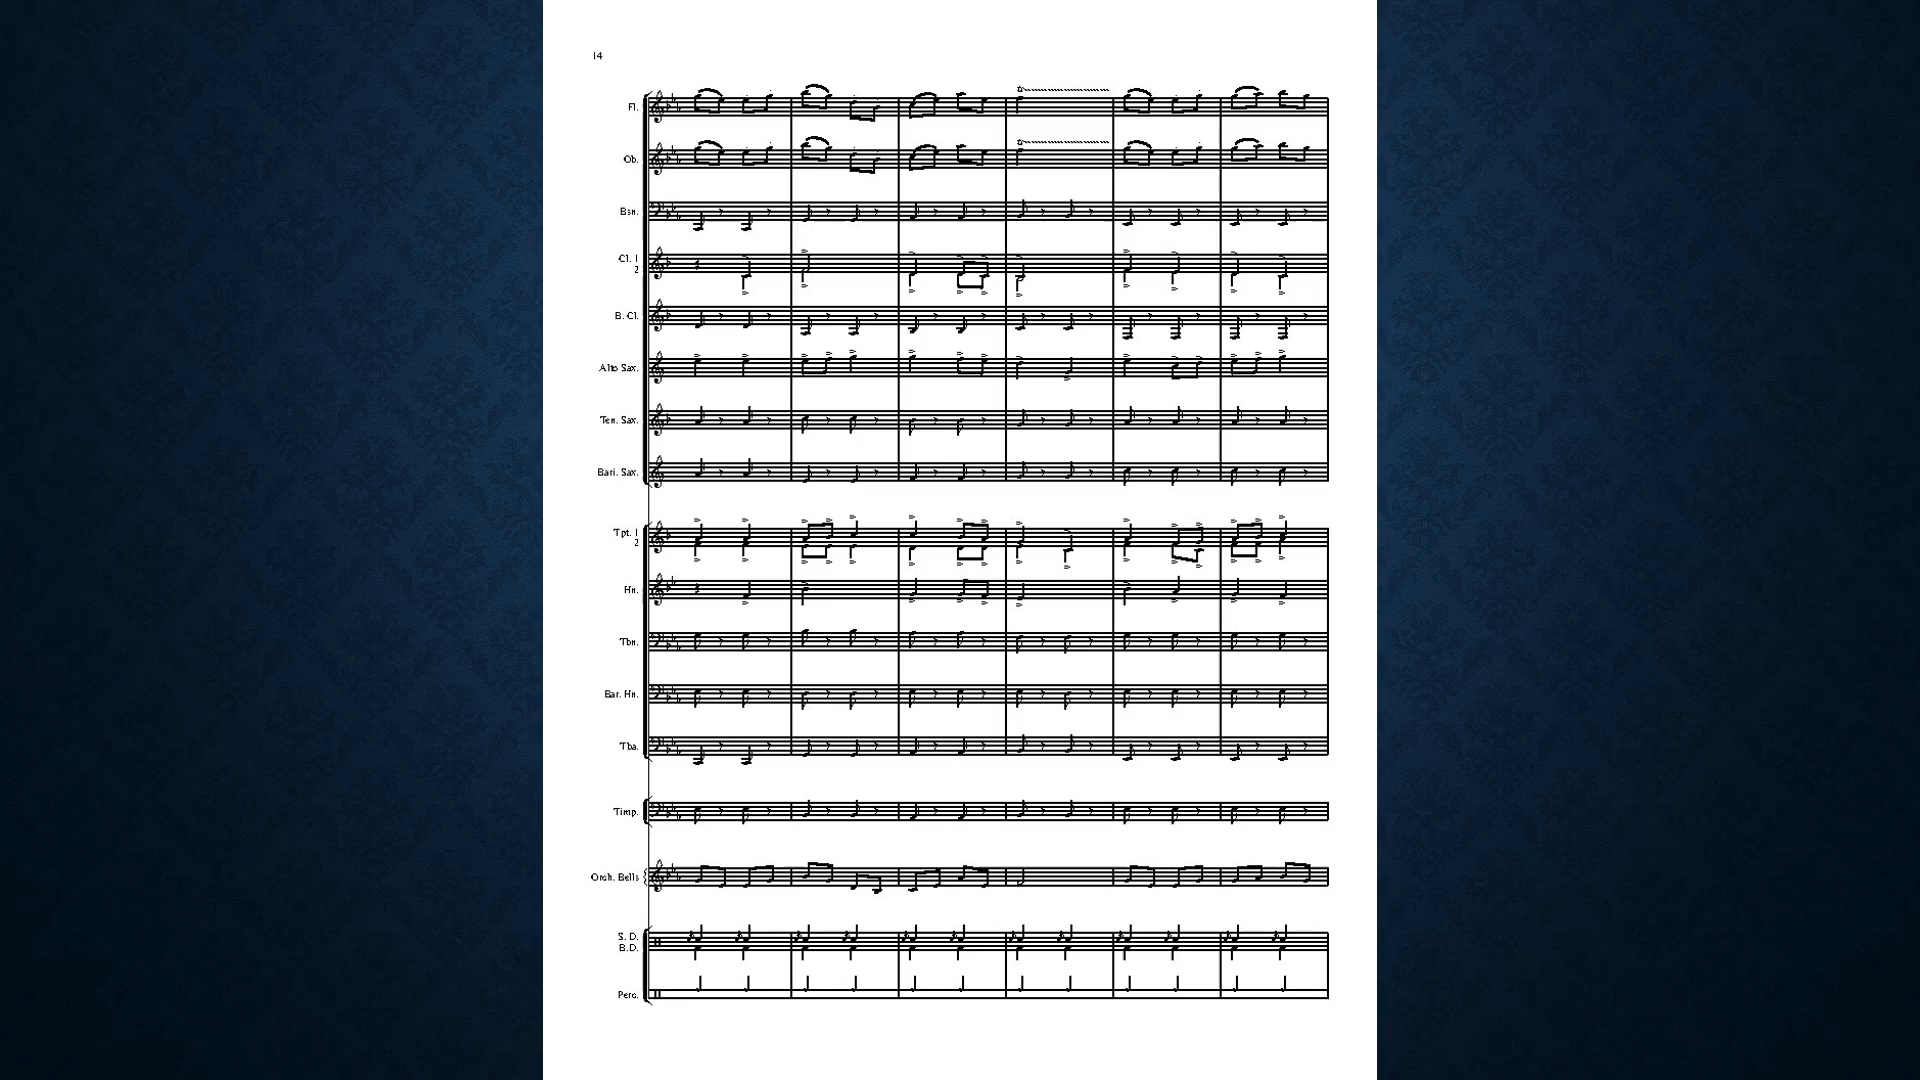 14
Fl.
Ob.
Bsn.
Cl. 1
2
B. Cl.
Alto Sax.
Ten. Sax.
Bari. Sax.
Tpt. 1
2
Hn.
Tbn.
Bar. Hn.
Tba.
Timp.
Orch. Bells
S. D.
B.D.
Perc.